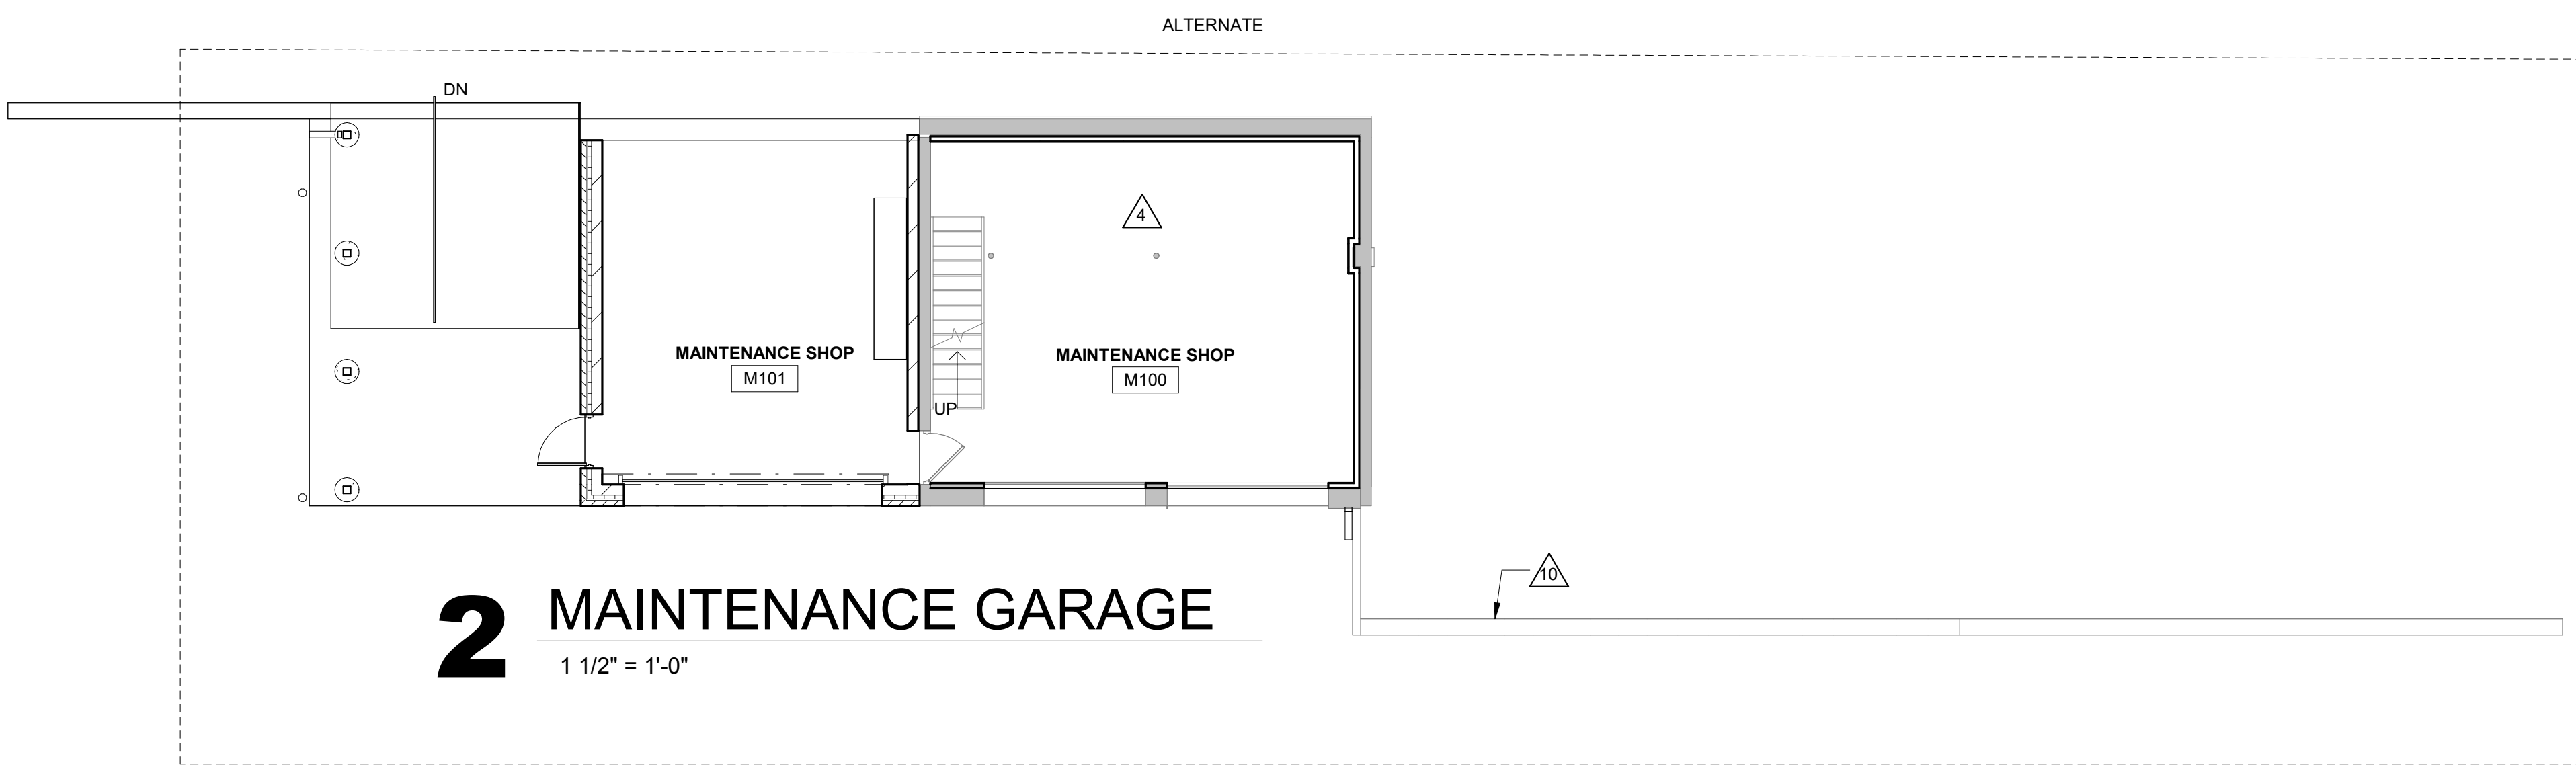 ALTERNATE
DN
4
MAINTENANCE SHOP
M101
MAINTENANCE SHOP
M100
UP
10
2 MAINTENANCE GARAGE
1 1/2" = 1'-0"